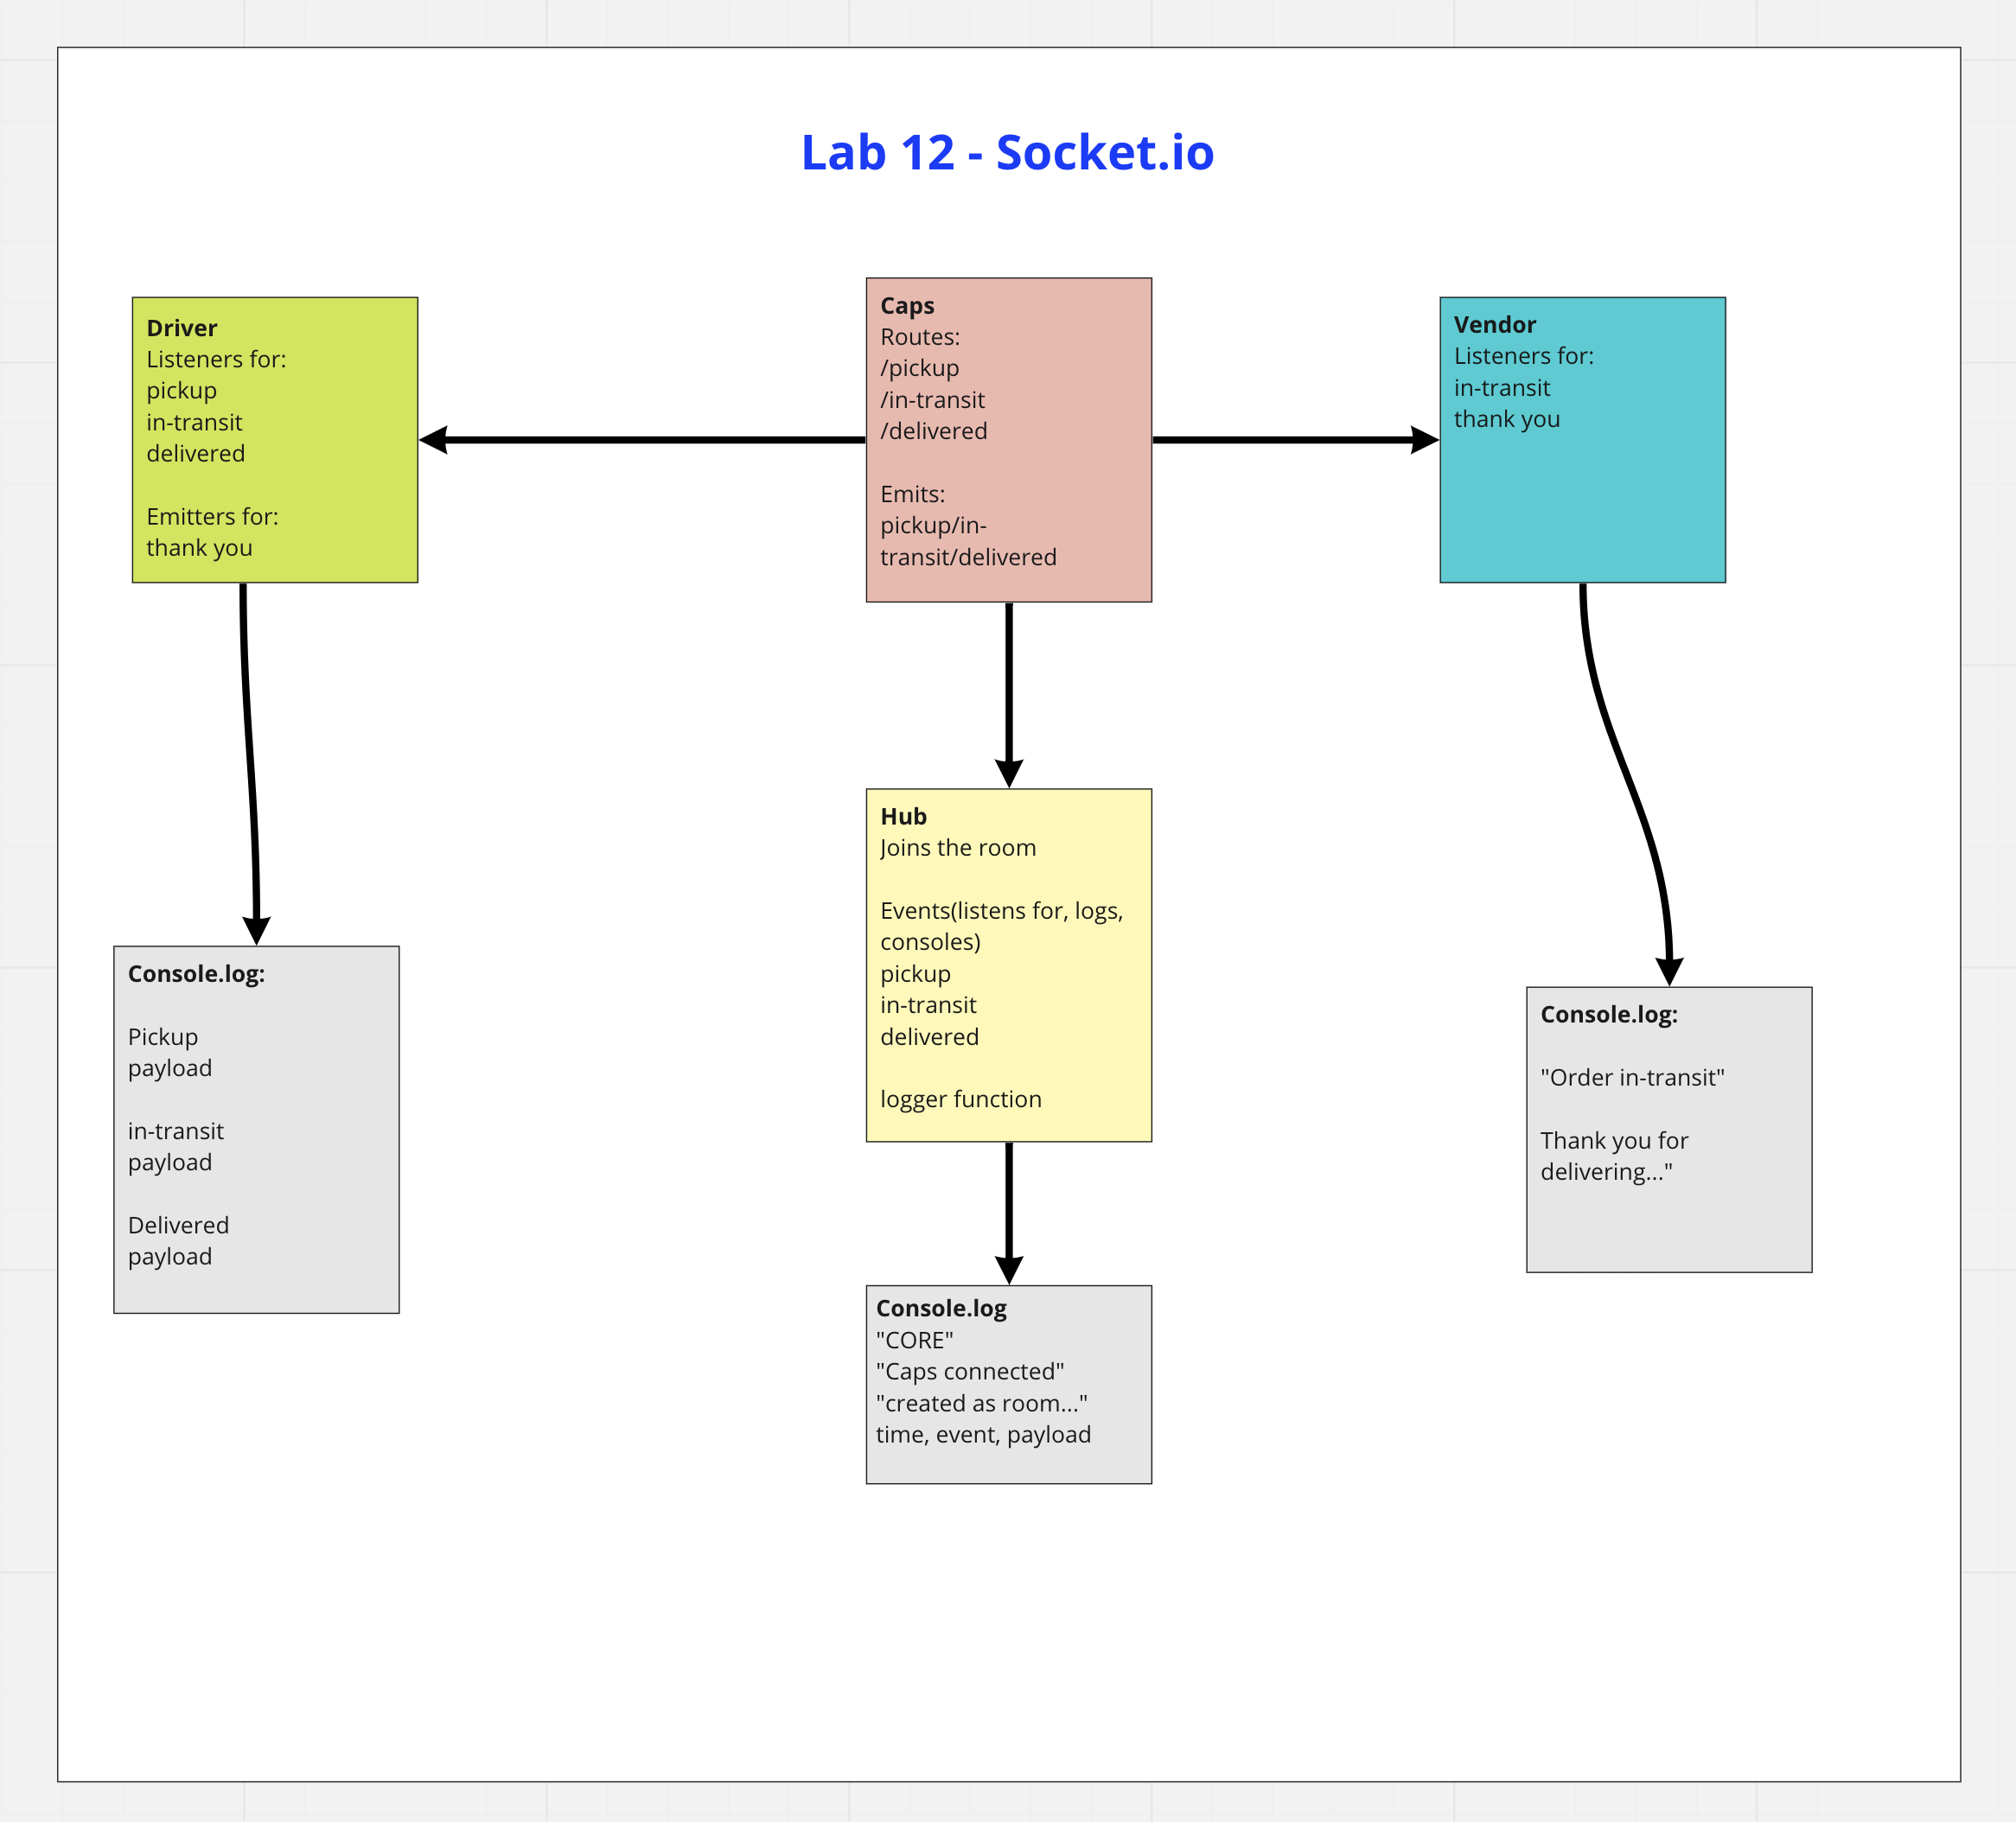 Lab 12 - Socket.io
Driver
Listeners for:
pickup
in-transit
delivered
Emitters for:
thank you
Caps
Routes:
/pickup
/in-transit
/delivered
Emits:
pickup/in-
transit/delivered
Vendor
Listeners for:
in-transit
thank you
Hub
Joins the room
Events(listens for, logs,
consoles)
pickup
in-transit
delivered
logger function
Console.log:
Pickup
payload
in-transit
payload
Delivered
payload
Console.log:
"Order in-transit"
Thank you for
delivering..."
Console.log
"CORE"
"Caps connected"
"created as room..."
time, event, payload